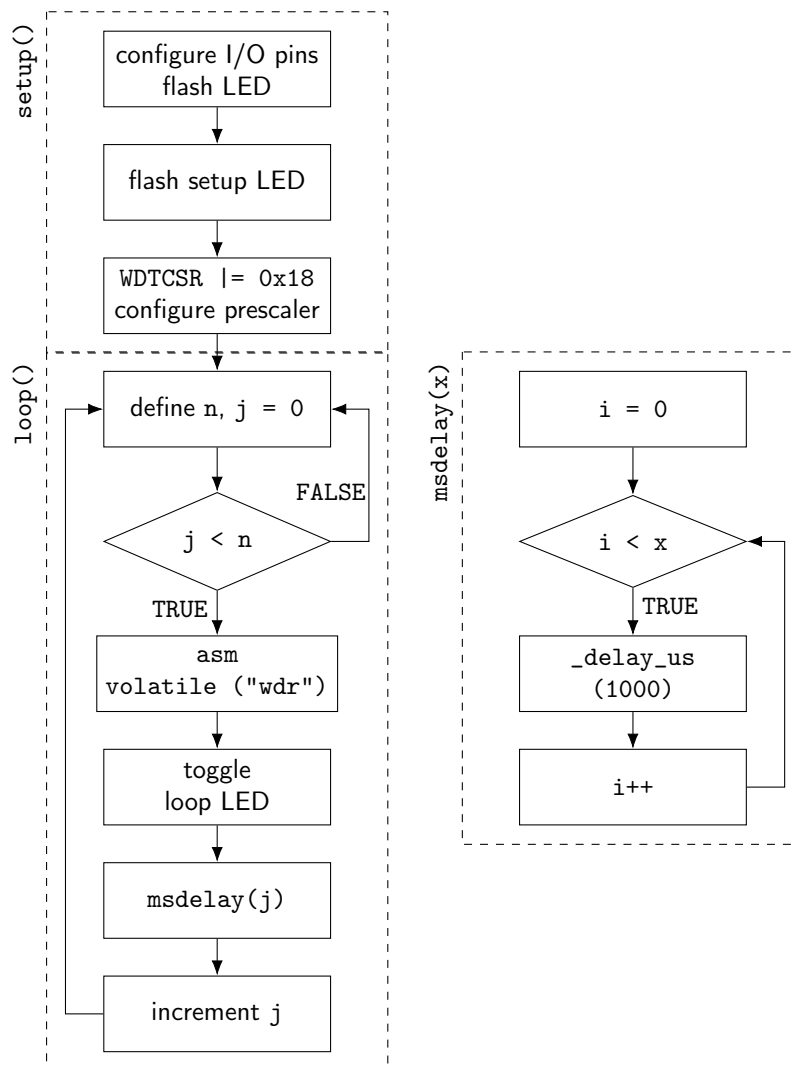 setup()
configure I/O pins
flash LED
flash setup LED
WDTCSR |= 0x18
configure prescaler
loop()
define n, j = 0
FALSE
j < n
TRUE
asm
volatile ("wdr")
toggle
loop LED
msdelay(j)
increment j
msdelay(x)
i = 0
i < x
TRUE
_delay_us
(1000)
i++